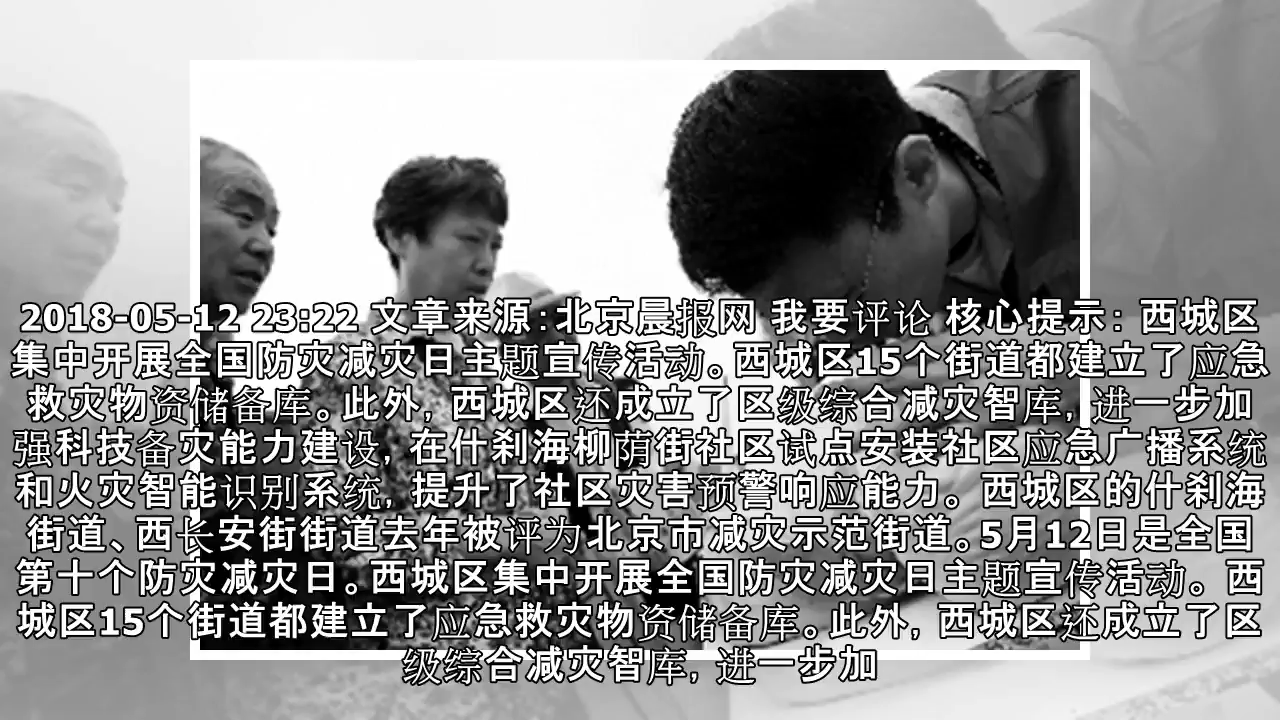 2018-05-12 23:22 文章来源：北京晨报网 我要评论 核心提示： 西城区
集中开展全国防灾减灾日主题宣传活动。西城区15个街道都建立了应急
救灾物资储备库。此外，西城区还成立了区级综合减灾智库，进一步加
强科技备灾能力建设，在什刹海柳荫街社区试点安装社区应急广播系统
和火灾智能识别系统，提升了社区灾害预警响应能力。 西城区的什刹海
街道、西长安街街道去年被评为北京市减灾示范街道。5月12日是全国
第十个防灾减灾日。西城区集中开展全国防灾减灾日主题宣传活动。 西
城区15个街道都建立了应急救灾物资储备库。此外，西城区还成立了区
级综合减灾智库，进一步加